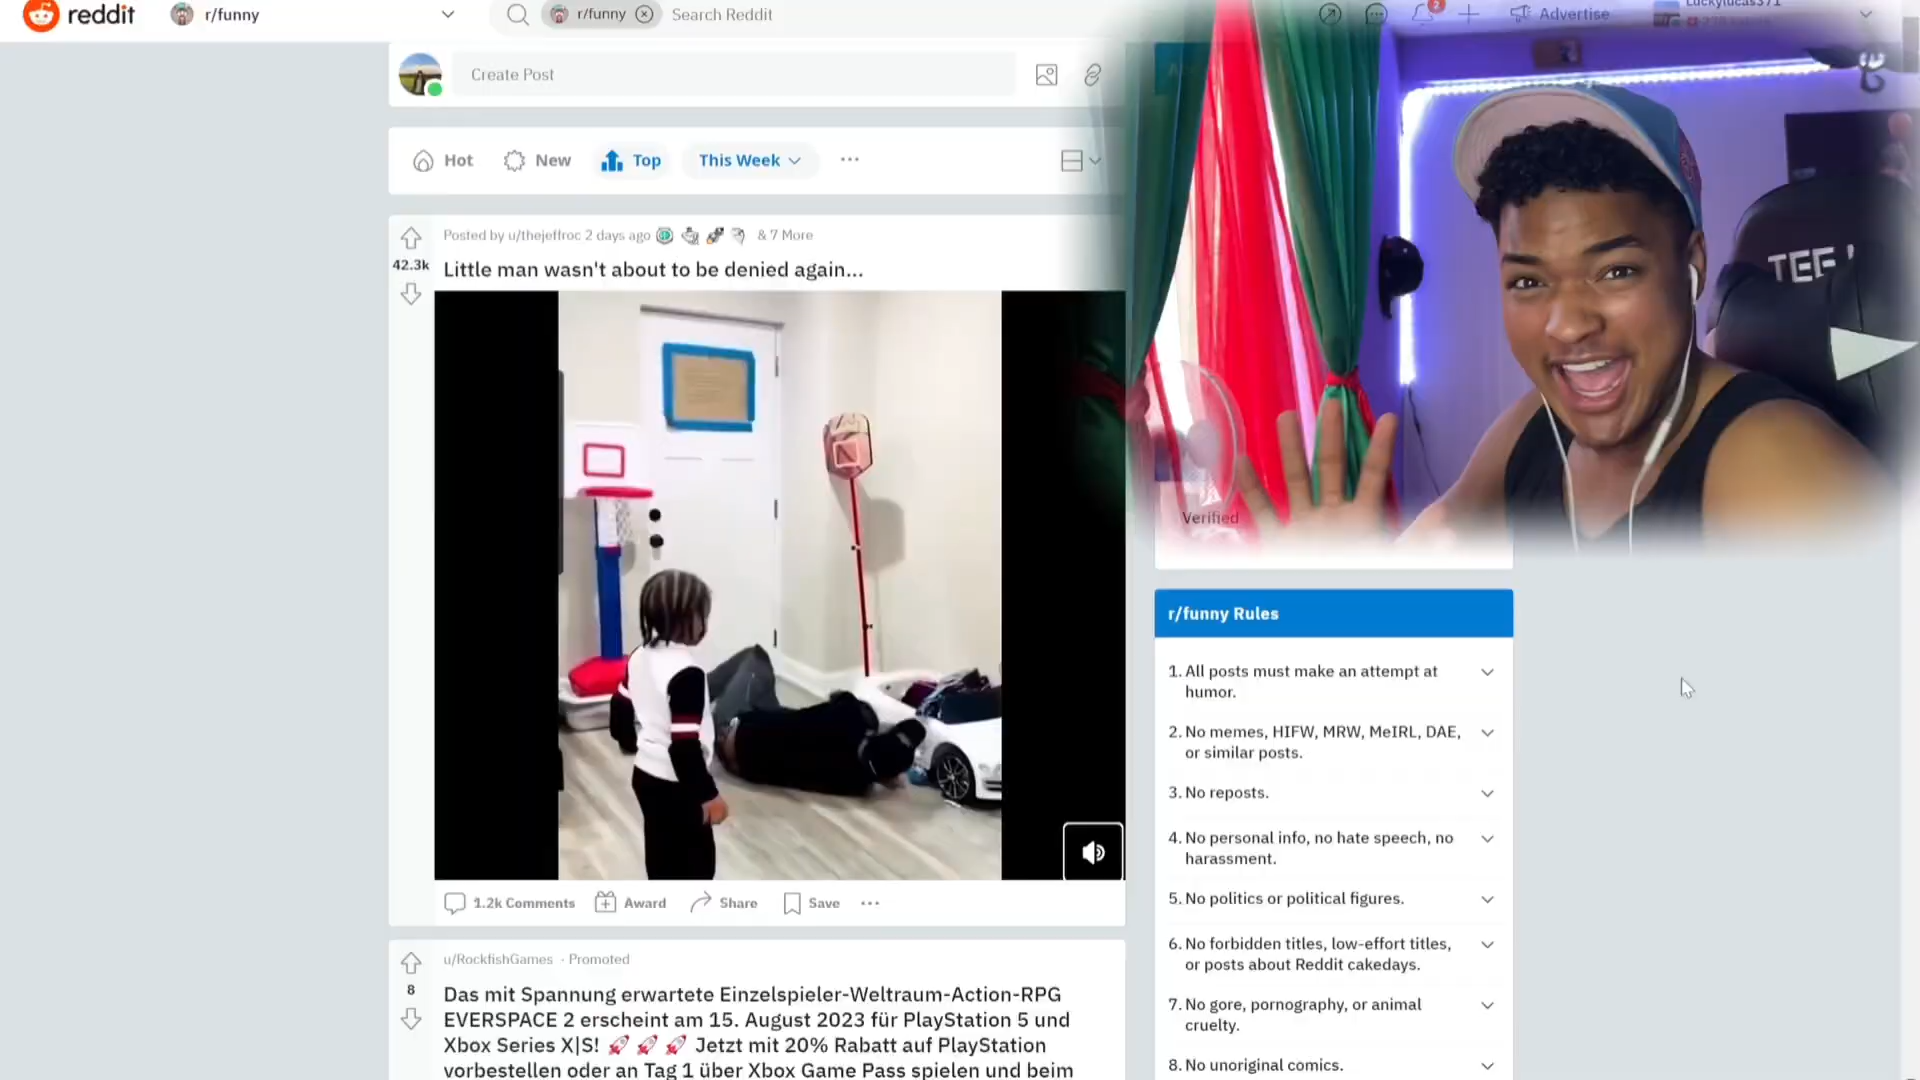 reddit
r/funny
r/funny
Search Reddit
Advertise
Create Post
Hot
New
Top
This Week
TEE
Posted by u/thejeffroc 2 days ago
& 7 More
42.3k
Little man wasn't about to be denied again...
Verified
1.2k Comments
Award
Share
Save
u/RockfishGames · Promoted
8
Das mit Spannung erwartete Einzelspieler-Weltraum-Action-RPG
EVERSPACE 2 erscheint am 15. August 2023 für PlayStation 5 und
Xbox Series X|S! 🚀 🚀 🚀 Jetzt mit 20% Rabatt auf PlayStation
vorbestellen oder an Tag 1 über Xbox Game Pass spielen und beim
r/funny Rules
1. All posts must make an attempt at
humor.
2. No memes, HIFW, MRW, MeIRL, DAE,
or similar posts.
3. No reposts.
4. No personal info, no hate speech, no
harassment.
5. No politics or political figures.
6. No forbidden titles, low-effort titles,
or posts about Reddit cakedays.
7. No gore, pornography, or animal
cruelty.
8. No unoriginal comics.